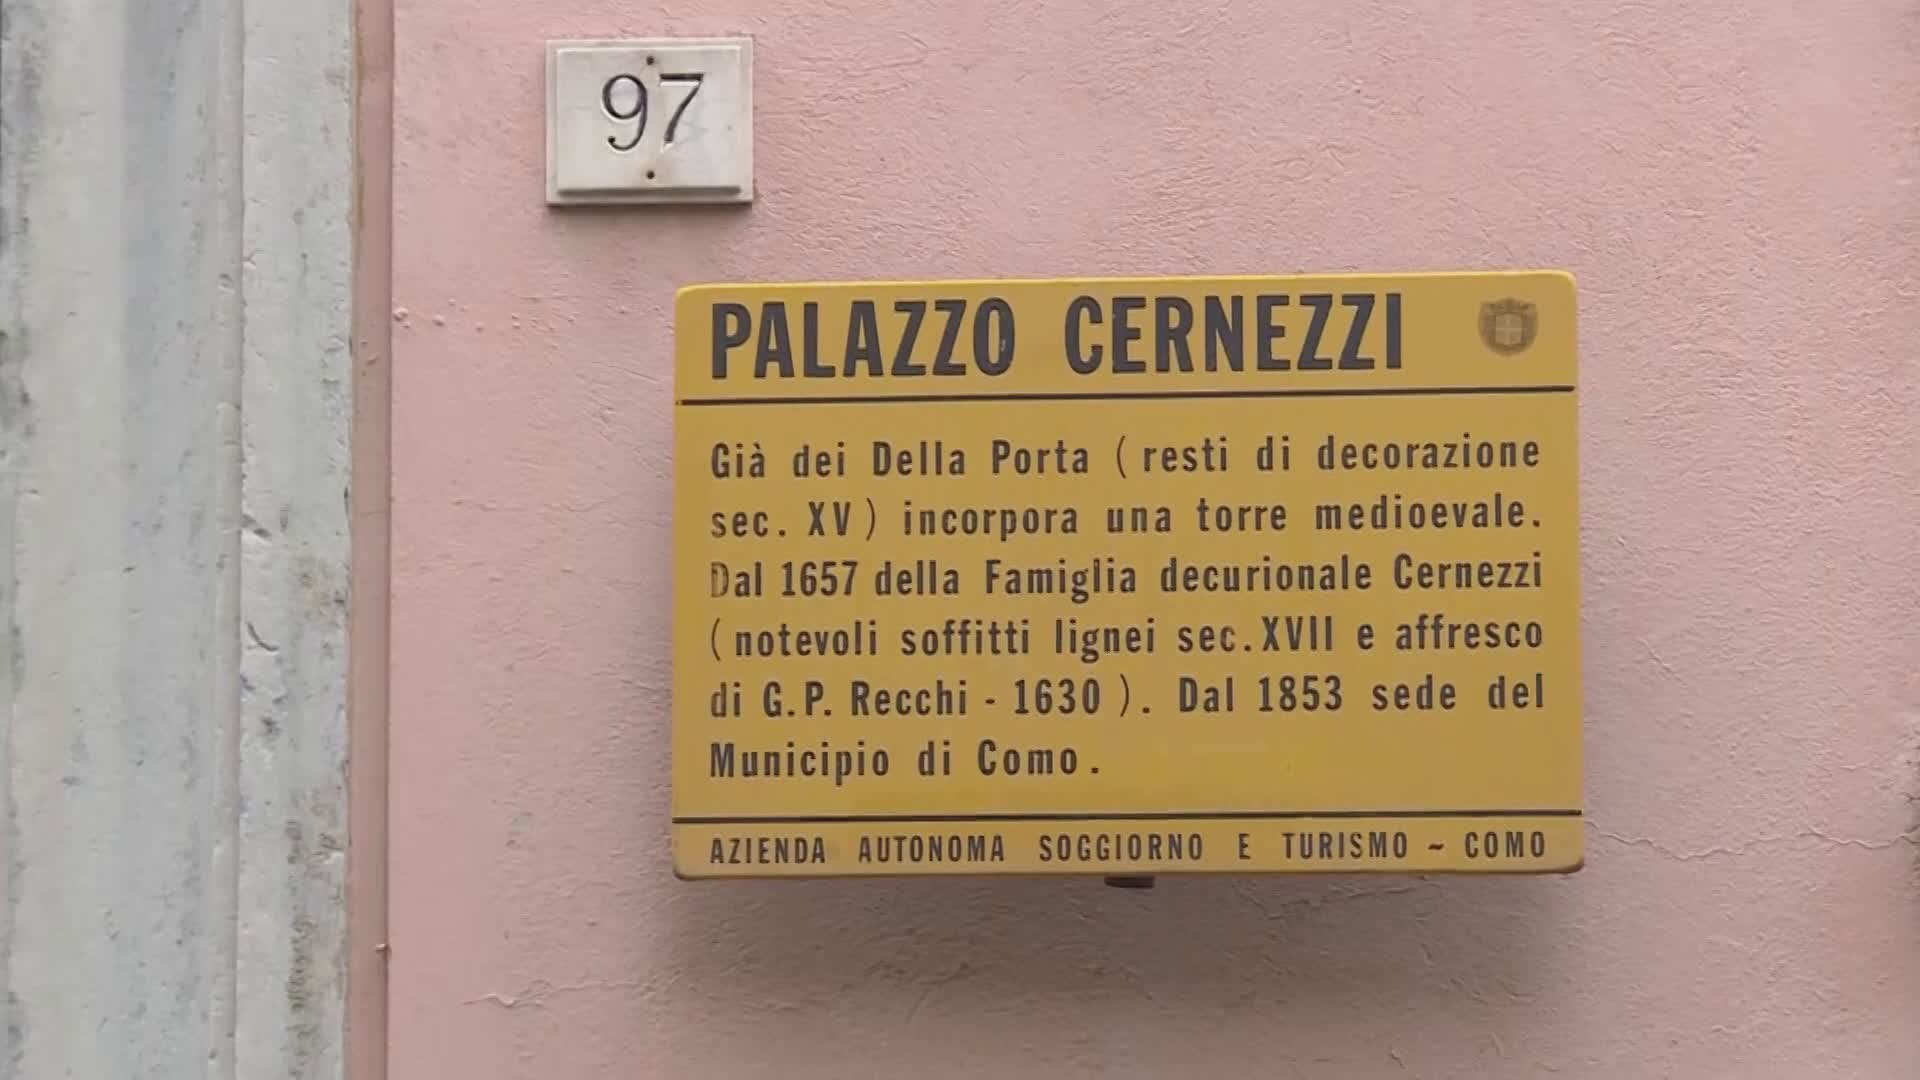 97
PALAZZO CERNEZZI
Già dei Della Porta ( resti di decorazione
sec. XV ) incorpora una torre medioevale.
Dal 1657 della Famiglia decurionale Cernezzi
( notevoli soffitti lignei sec. XVII e affresco
di G.P. Recchi - 1630 ). Dal 1853 sede del
Municipio di Como.
AZIENDA AUTONOMA SOGGIORNO E TURISMO ~ COMO